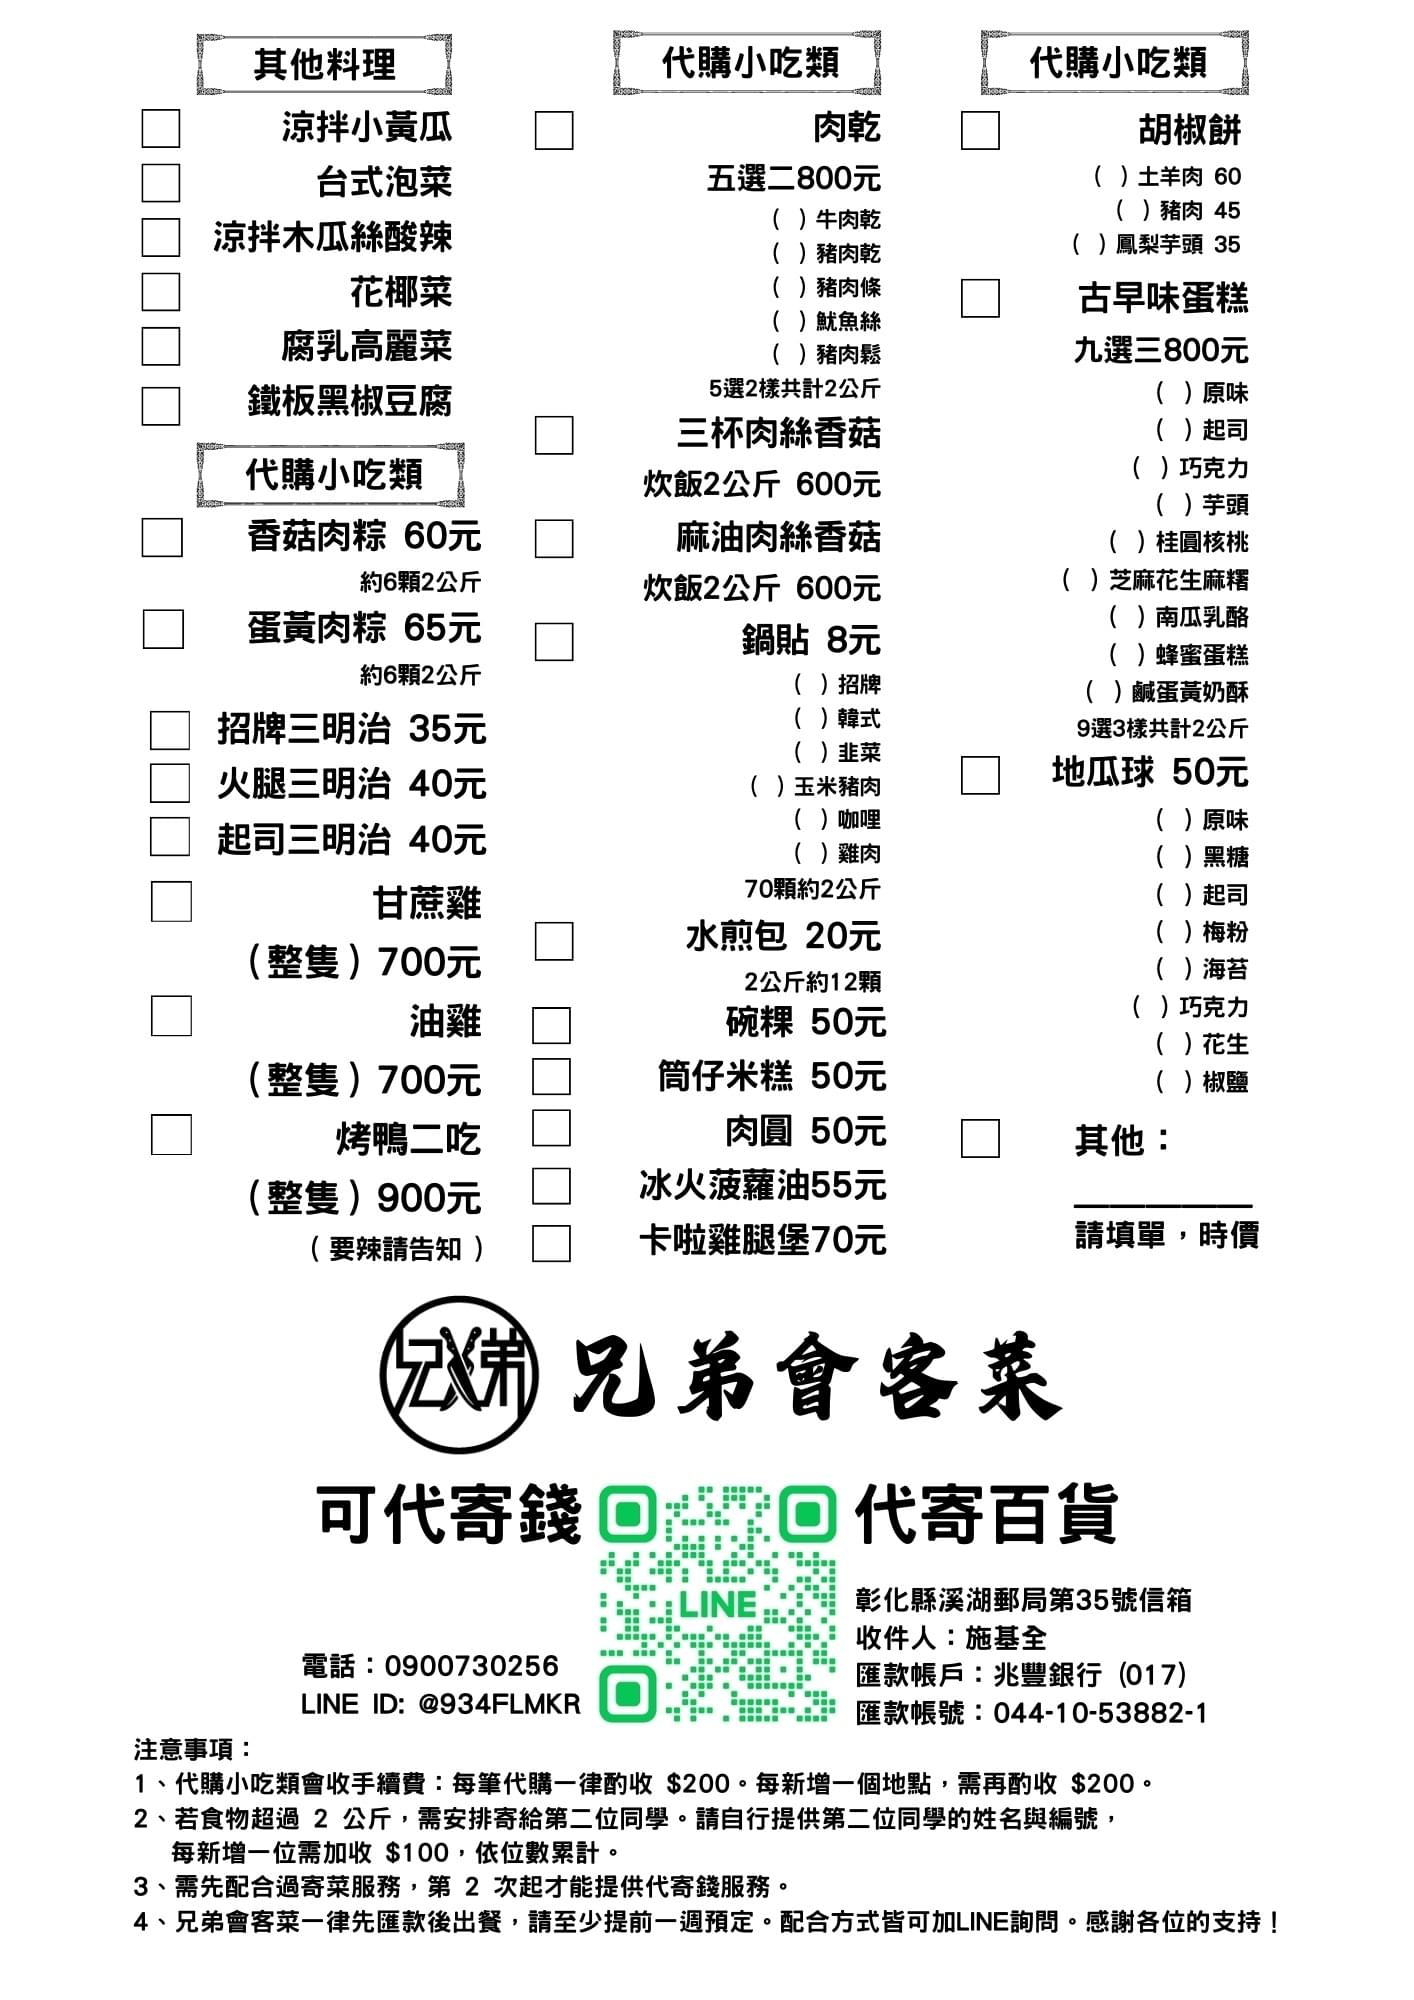 其他料理
涼拌小黃瓜
台式泡菜
涼拌木瓜絲酸辣
花椰菜
腐乳高麗菜
鐵板黑椒豆腐
代購小吃類
香菇肉粽 60元
約6顆2公斤
蛋黃肉粽 65元
約6顆2公斤
招牌三明治 35元
火腿三明治 40元
起司三明治 40元
甘蔗雞
(整隻) 700元
油雞
(整隻) 700元
烤鴨二吃
(整隻) 900元
( 要辣請告知 )
代購小吃類
肉乾
五選二800元
( ) 牛肉乾
( ) 豬肉乾
( ) 豬肉條
( ) 魷魚絲
( ) 豬肉鬆
5選2樣共計2公斤
三杯肉絲香菇
炊飯2公斤 600元
麻油肉絲香菇
炊飯2公斤 600元
鍋貼 8元
( ) 招牌
( ) 韓式
( ) 韭菜
( ) 玉米豬肉
( ) 咖哩
( ) 雞肉
70顆約2公斤
水煎包 20元
2公斤約12顆
碗粿 50元
筒仔米糕 50元
肉圓 50元
冰火菠蘿油55元
卡啦雞腿堡70元
代購小吃類
胡椒餅
( ) 土羊肉 60
( ) 豬肉 45
( ) 鳳梨芋頭 35
古早味蛋糕
九選三800元
( ) 原味
( ) 起司
( ) 巧克力
( ) 芋頭
( ) 桂圓核桃
( ) 芝麻花生麻糬
( ) 南瓜乳酪
( ) 蜂蜜蛋糕
( ) 鹹蛋黃奶酥
9選3樣共計2公斤
地瓜球 50元
( ) 原味
( ) 黑糖
( ) 起司
( ) 梅粉
( ) 海苔
( ) 巧克力
( ) 花生
( ) 椒鹽
其他：
請填單，時價
兄弟 兄弟會客菜
可代寄錢
LINE
代寄百貨
電話：0900730256
LINE ID: @934FLMKR
彰化縣溪湖郵局第35號信箱
收件人：施基全
匯款帳戶：兆豐銀行 (017)
匯款帳號：044-10-53882-1
注意事項：
1、代購小吃類會收手續費：每筆代購一律酌收 $200。每新增一個地點，需再酌收 $200。
2、若食物超過 2 公斤，需安排寄給第二位同學。請自行提供第二位同學的姓名與編號，
每新增一位需加收 $100，依位數累計。
3、需先配合過寄菜服務，第 2 次起才能提供代寄錢服務。
4、兄弟會客菜一律先匯款後出餐，請至少提前一週預定。配合方式皆可加LINE詢問。感謝各位的支持！